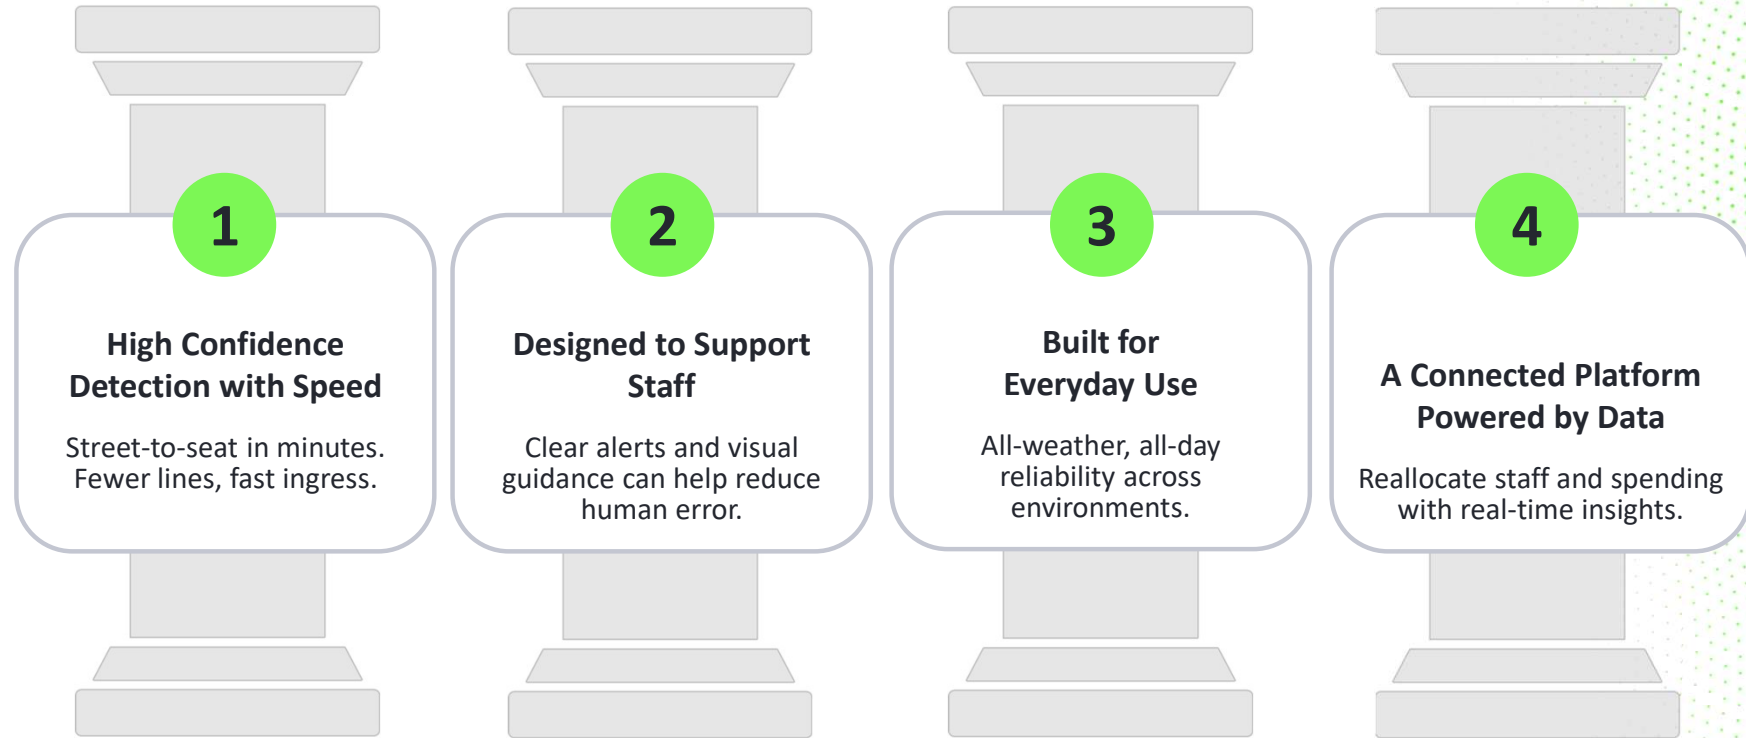 1
High Confidence
Detection with Speed
Street-to-seat in minutes.
Fewer lines, fast ingress.
2
Designed to Support
Staff
Clear alerts and visual
guidance can help reduce
human error.
3
Built for
Everyday Use
All-weather, all-day
reliability across
environments.
4
A Connected Platform
Powered by Data
Reallocate staff and spending
with real-time insights.